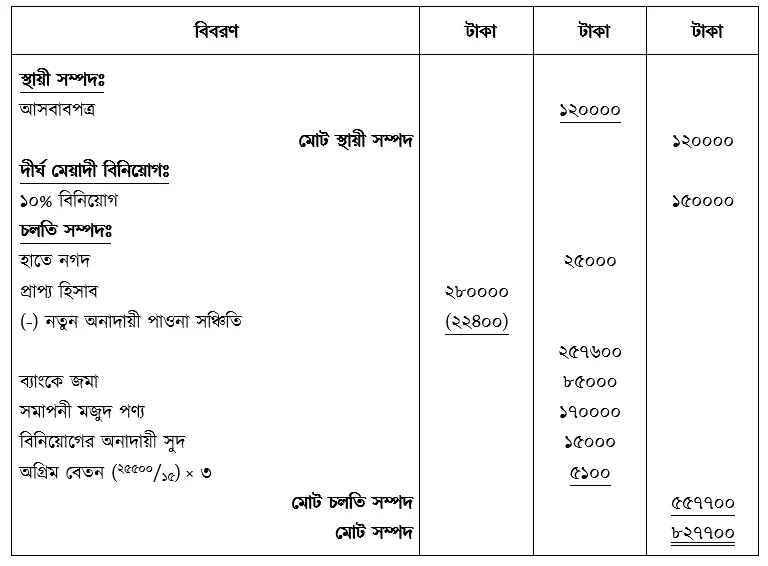 বিবরণ টাকা টাকা টাকা
স্থায়ী সম্পদঃ
আসবাবপত্র ১২০০০০
মোট স্থায়ী সম্পদ ১২০০০০
দীর্ঘ মেয়াদী বিনিয়োগঃ
১০% বিনিয়োগ ১৫০০০০
চলতি সম্পদঃ
হাতে নগদ ২৫০০০
প্রাপ্য হিসাব ২৮০০০০
(-) নতুন অনাদায়ী পাওনা সঞ্চিতি (২২৪০০)
২৫৭৬০০
ব্যাংকে জমা ৮৫০০০
সমাপনী মজুদ পণ্য ১৭০০০০
বিনিয়োগের অনাদায়ী সুদ ১৫০০০
অগ্রিম বেতন (২৫৫০০/১৫) × ৩ ৫১০০
মোট চলতি সম্পদ ৫৫৭৭০০
মোট সম্পদ ৮২৭৭০০